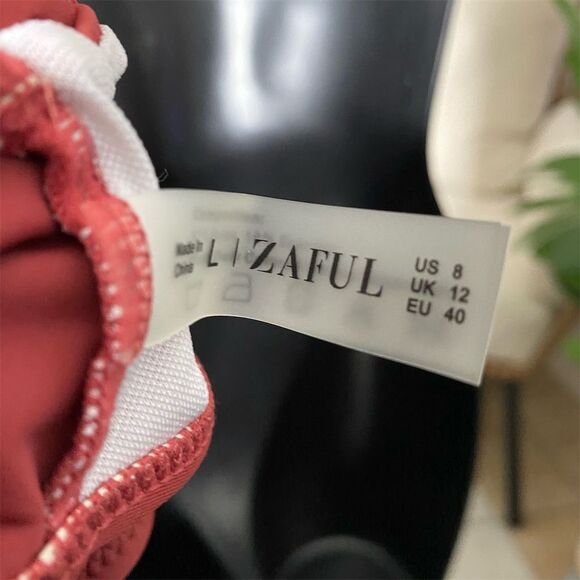 Made in
China
L | ZAFUL
US 8
UK 12
EU 40